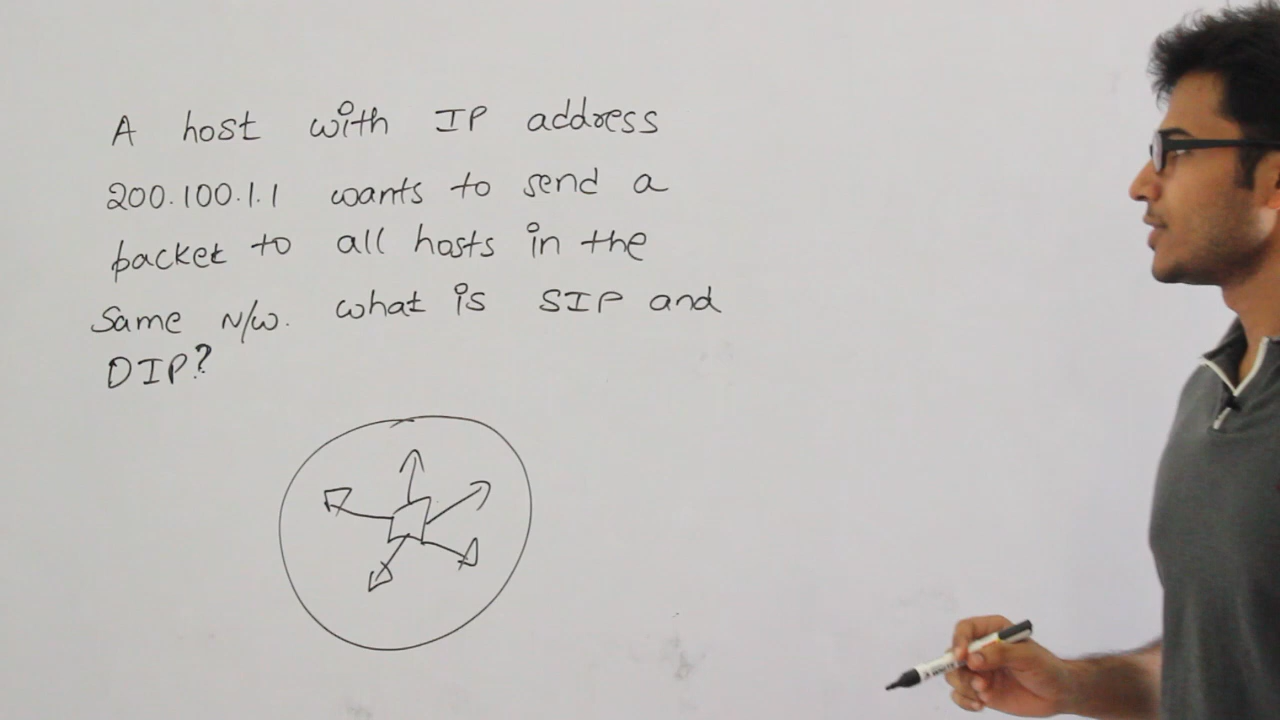 A host with IP address
200.100.1.1 wants to send a
packet to all hosts in the
Same N/W. what is SIP and
DIP?